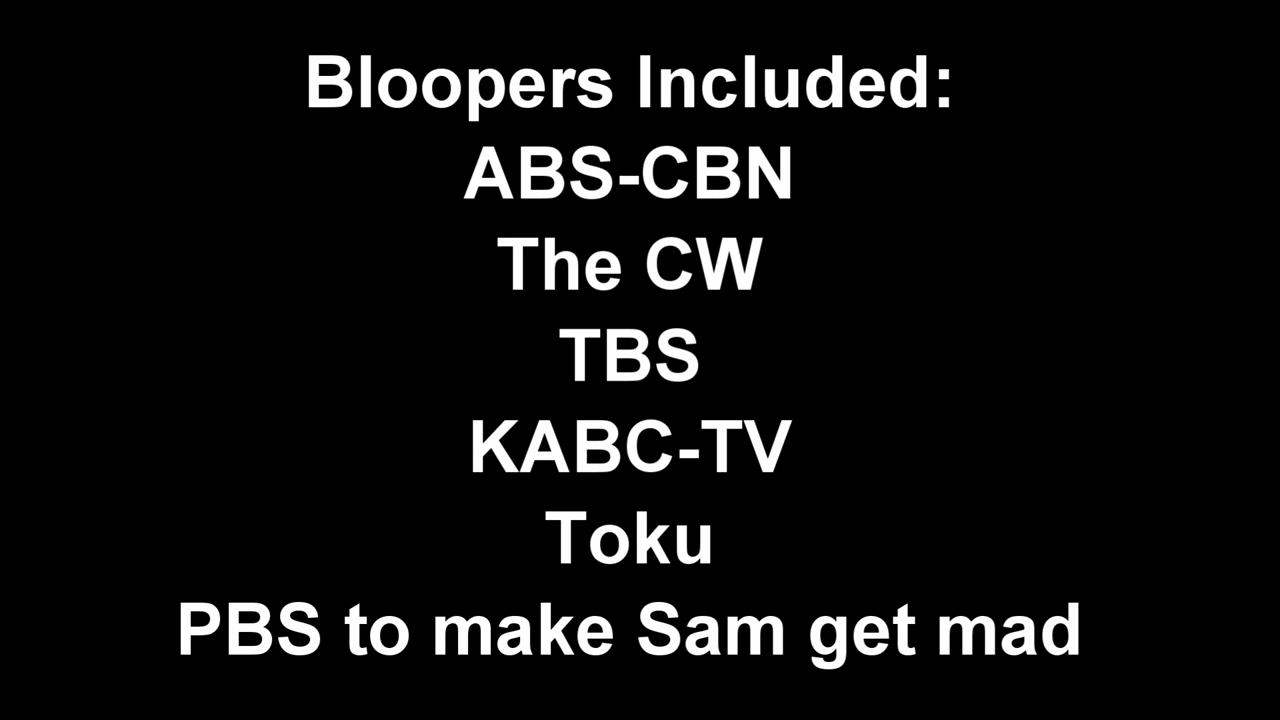 Bloopers Included:
ABS-CBN
The CW
TBS
KABC-TV
Toku
PBS to make Sam get mad